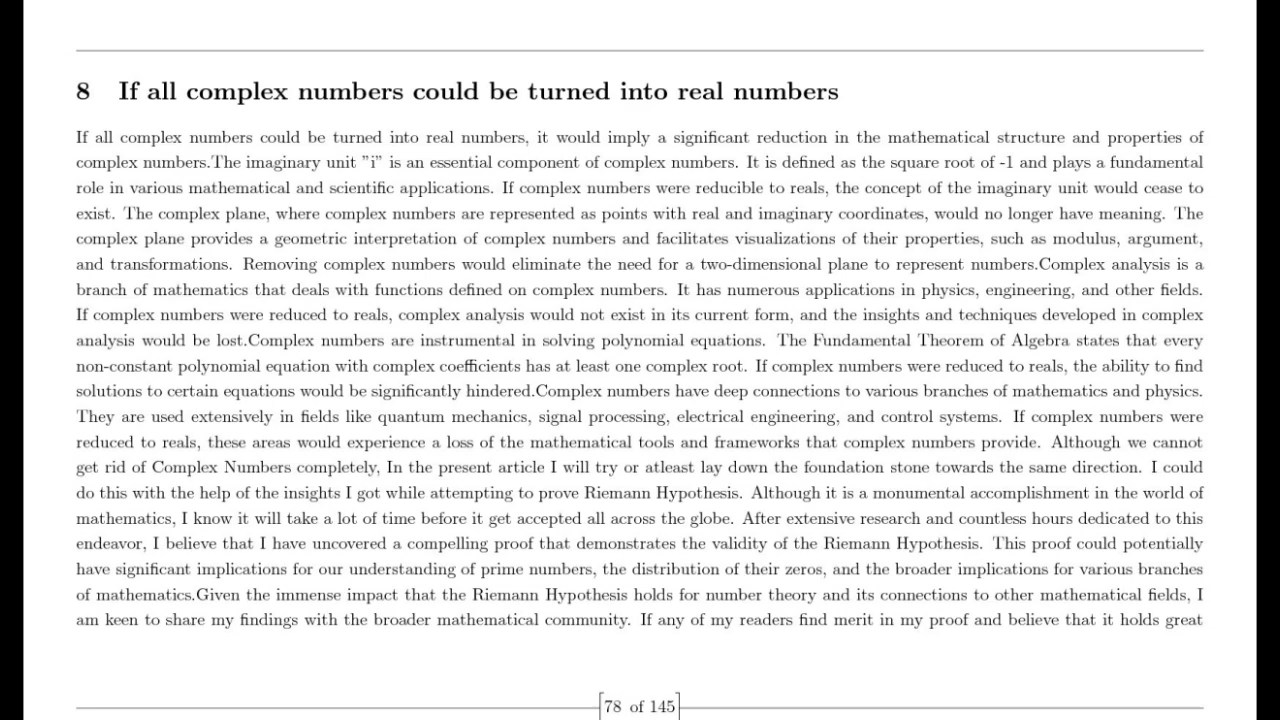 8 If all complex numbers could be turned into real numbers
If all complex numbers could be turned into real numbers, it would imply a significant reduction in the mathematical structure and properties of
complex numbers.The imaginary unit ”i” is an essential component of complex numbers. It is defined as the square root of -1 and plays a fundamental
role in various mathematical and scientific applications. If complex numbers were reducible to reals, the concept of the imaginary unit would cease to
exist. The complex plane, where complex numbers are represented as points with real and imaginary coordinates, would no longer have meaning. The
complex plane provides a geometric interpretation of complex numbers and facilitates visualizations of their properties, such as modulus, argument,
and transformations. Removing complex numbers would eliminate the need for a two-dimensional plane to represent numbers.Complex analysis is a
branch of mathematics that deals with functions defined on complex numbers. It has numerous applications in physics, engineering, and other fields.
If complex numbers were reduced to reals, complex analysis would not exist in its current form, and the insights and techniques developed in complex
analysis would be lost.Complex numbers are instrumental in solving polynomial equations. The Fundamental Theorem of Algebra states that every
non-constant polynomial equation with complex coefficients has at least one complex root. If complex numbers were reduced to reals, the ability to find
solutions to certain equations would be significantly hindered.Complex numbers have deep connections to various branches of mathematics and physics.
They are used extensively in fields like quantum mechanics, signal processing, electrical engineering, and control systems. If complex numbers were
reduced to reals, these areas would experience a loss of the mathematical tools and frameworks that complex numbers provide. Although we cannot
get rid of Complex Numbers completely, In the present article I will try or atleast lay down the foundation stone towards the same direction. I could
do this with the help of the insights I got while attempting to prove Riemann Hypothesis. Although it is a monumental accomplishment in the world of
mathematics, I know it will take a lot of time before it get accepted all across the globe. After extensive research and countless hours dedicated to this
endeavor, I believe that I have uncovered a compelling proof that demonstrates the validity of the Riemann Hypothesis. This proof could potentially
have significant implications for our understanding of prime numbers, the distribution of their zeros, and the broader implications for various branches
of mathematics.Given the immense impact that the Riemann Hypothesis holds for number theory and its connections to other mathematical fields, I
am keen to share my findings with the broader mathematical community. If any of my readers find merit in my proof and believe that it holds great
78 of 145